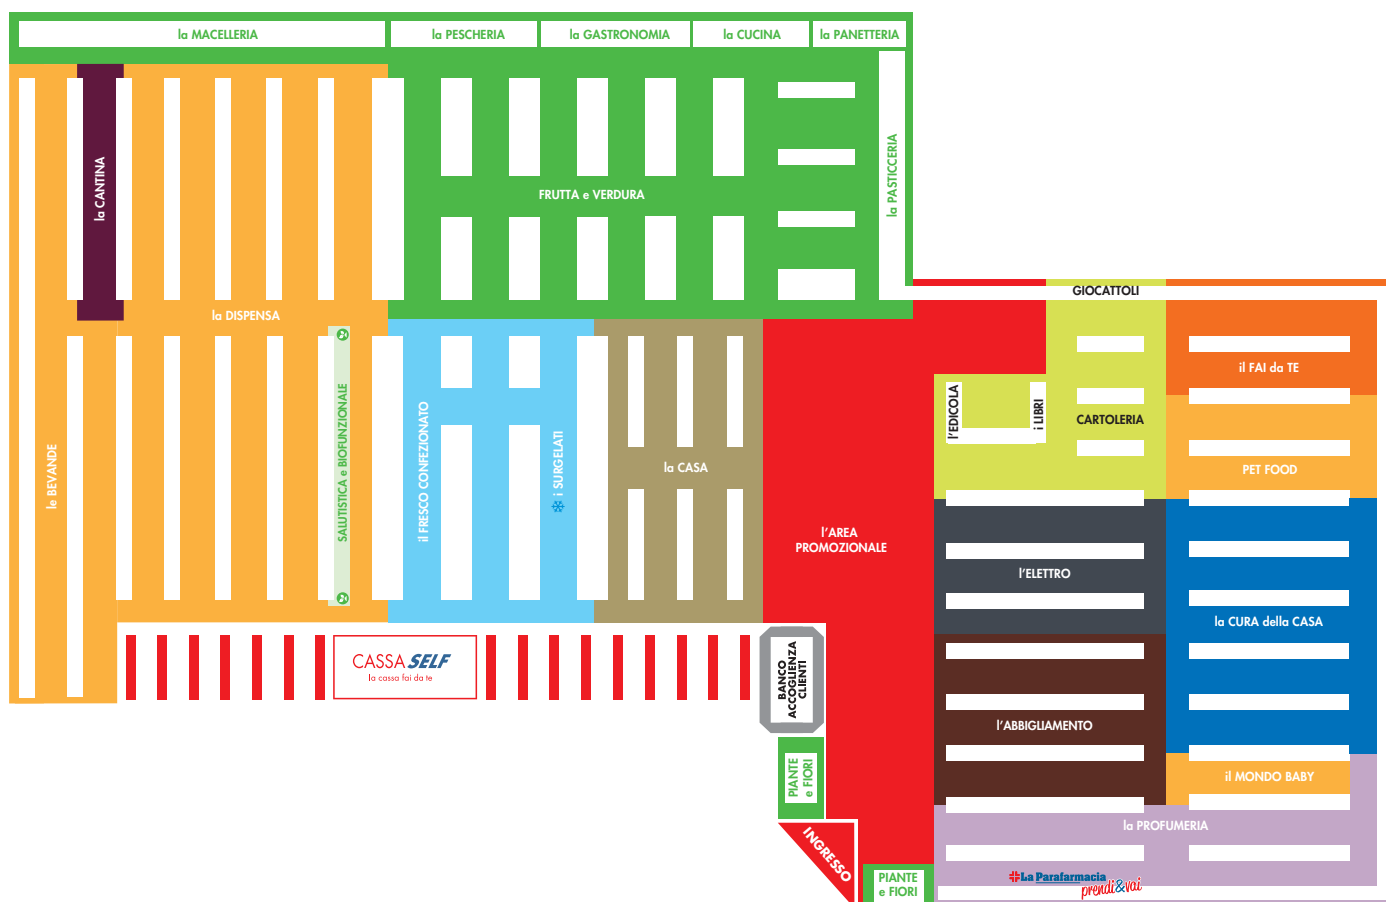 la MACELLERIA
la PESCHERIA
la GASTRONOMIA
la CUCINA
la PANETTERIA
la CANTINA
FRUTTA e VERDURA
la PASTICCERIA
la DISPENSA
GIOCATTOLI
il FAI da TE
l'EDICOLA
i LIBRI
CARTOLERIA
le BEVANDE
SALUTISTICA e BIOFUNZIONALE
il FRESCO CONFEZIONATO
i SURGELATI
la CASA
PET FOOD
l'AREA
PROMOZIONALE
l'ELETTRO
la CURA della CASA
CASSA SELF
la cassa fai da te
BANCO
ACCOGLIENZA
CLIENTI
l'ABBIGLIAMENTO
PIANTE
e FIORI
il MONDO BABY
la PROFUMERIA
INGRESSO
PIANTE
e FIORI
La Parafarmacia
prendi&vai